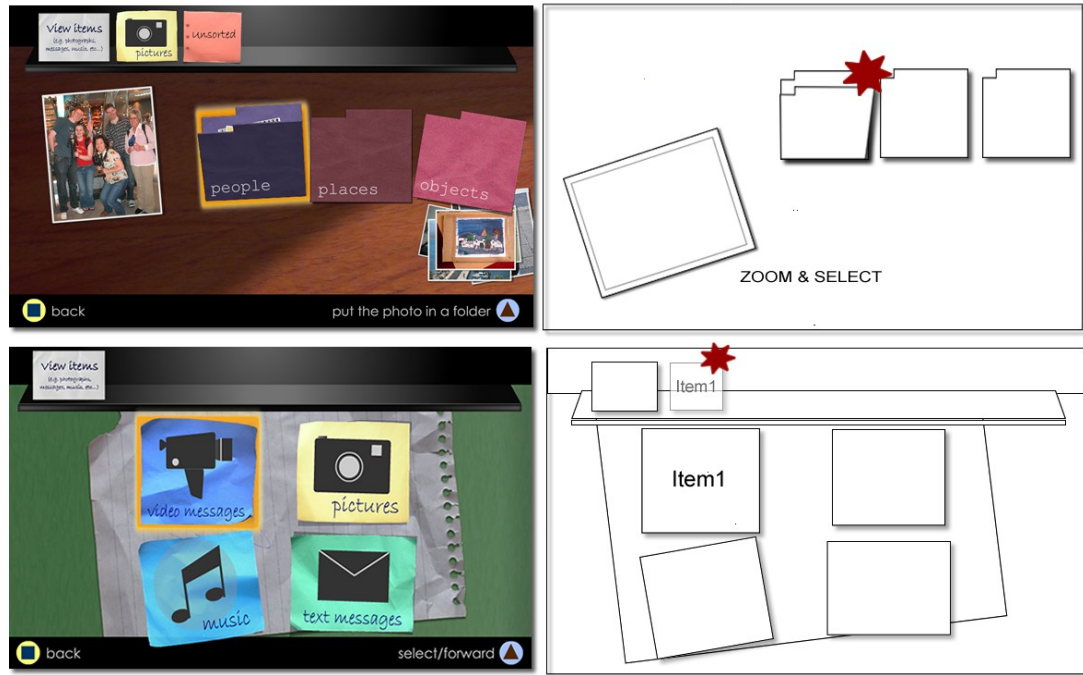 View items
(e.g. photographs,
messages, music, etc...)
pictures
unsorted
people
places
objects
back
put the photo in a folder
ZOOM & SELECT
View items
(e.g. photographs,
messages, music, etc...)
video messages
pictures
music
text messages
back
select/forward
Item1
Item1